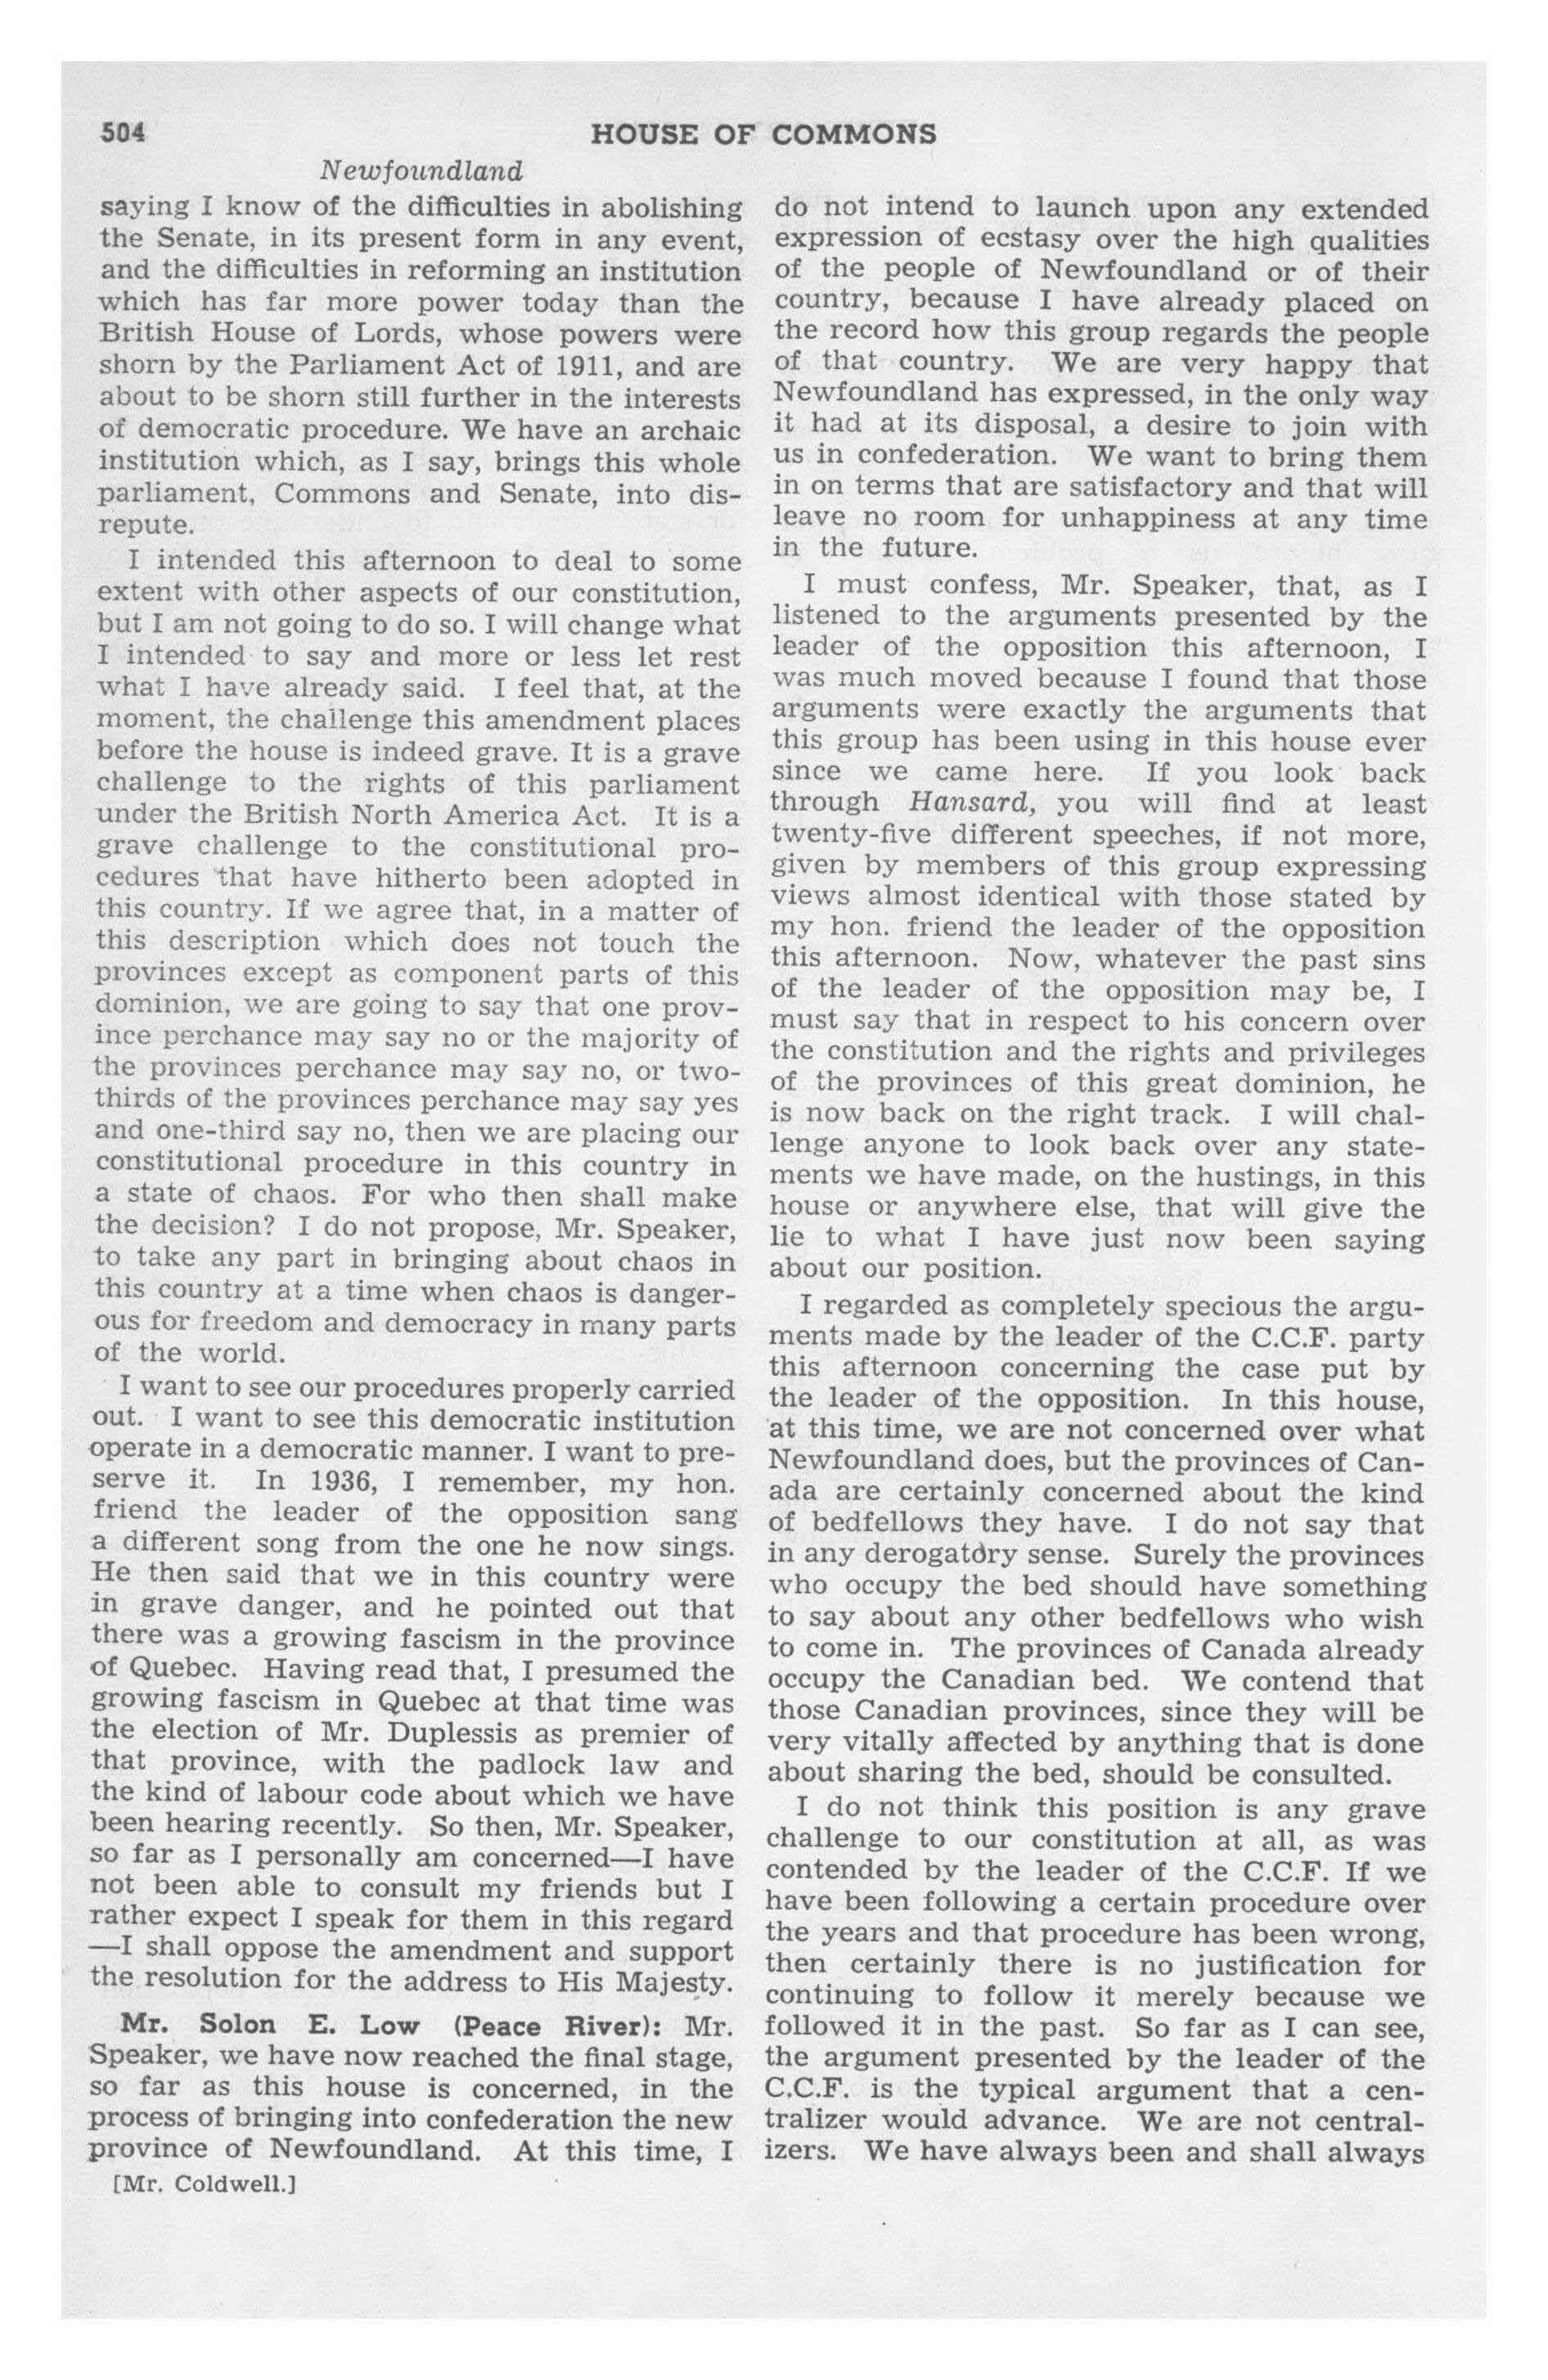 504
HOUSE OF COMMONS
Newfoundland
saying I know of the difficulties in abolishing
the Senate, in its present form in any event,
and the difficulties in reforming an institution
which has far more power today than the
British House of Lords, whose powers were
shorn by the Parliament Act of 1911, and are
about to be shorn still further in the interests
of democratic procedure. We have an archaic
institution which, as I say, brings this whole
parliament, Commons and Senate, into dis-
repute.
I intended this afternoon to deal to some
extent with other aspects of our constitution,
but I am not going to do so. I will change what
I intended to say and more or less let rest
what I have already said. I feel that, at the
moment, the challenge this amendment places
before the house is indeed grave. It is a grave
challenge to the rights of this parliament
under the British North America Act. It is a
grave challenge to the constitutional pro-
cedures that have hitherto been adopted in
this country. If we agree that, in a matter of
this description which does not touch the
provinces except as component parts of this
dominion, we are going to say that one prov-
ince perchance may say no or the majority of
the provinces perchance may say no, or two-
thirds of the provinces perchance may say yes
and one-third say no, then we are placing our
constitutional procedure in this country in
a state of chaos. For who then shall make
the decision? I do not propose, Mr. Speaker,
to take any part in bringing about chaos in
this country at a time when chaos is danger-
ous for freedom and democracy in many parts
of the world.
I want to see our procedures properly carried
out. I want to see this democratic institution
operate in a democratic manner. I want to pre-
serve it. In 1936, I remember, my hon.
friend the leader of the opposition sang
a different song from the one he now sings.
He then said that we in this country were
in grave danger, and he pointed out that
there was a growing fascism in the province
of Quebec. Having read that, I presumed the
growing fascism in Quebec at that time was
the election of Mr. Duplessis as premier of
that province, with the padlock law and
the kind of labour code about which we have
been hearing recently. So then, Mr. Speaker,
so far as I personally am concerned—I have
not been able to consult my friends but I
rather expect I speak for them in this regard
—I shall oppose the amendment and support
the resolution for the address to His Majesty.
Mr. Solon E. Low (Peace River): Mr.
Speaker, we have now reached the final stage,
so far as this house is concerned, in the
process of bringing into confederation the new
province of Newfoundland. At this time, I
[Mr. Coldwell.]
do not intend to launch upon any extended
expression of ecstasy over the high qualities
of the people of Newfoundland or of their
country, because I have already placed on
the record how this group regards the people
of that country. We are very happy that
Newfoundland has expressed, in the only way
it had at its disposal, a desire to join with
us in confederation. We want to bring them
in on terms that are satisfactory and that will
leave no room for unhappiness at any time
in the future.
I must confess, Mr. Speaker, that, as I
listened to the arguments presented by the
leader of the opposition this afternoon, I
was much moved because I found that those
arguments were exactly the arguments that
this group has been using in this house ever
since we came here. If you look back
through Hansard, you will find at least
twenty-five different speeches, if not more,
given by members of this group expressing
views almost identical with those stated by
my hon. friend the leader of the opposition
this afternoon. Now, whatever the past sins
of the leader of the opposition may be, I
must say that in respect to his concern over
the constitution and the rights and privileges
of the provinces of this great dominion, he
is now back on the right track. I will chal-
lenge anyone to look back over any state-
ments we have made, on the hustings, in this
house or anywhere else, that will give the
lie to what I have just now been saying
about our position.
I regarded as completely specious the argu-
ments made by the leader of the C.C.F. party
this afternoon concerning the case put by
the leader of the opposition. In this house,
at this time, we are not concerned over what
Newfoundland does, but the provinces of Can-
ada are certainly concerned about the kind
of bedfellows they have. I do not say that
in any derogatory sense. Surely the provinces
who occupy the bed should have something
to say about any other bedfellows who wish
to come in. The provinces of Canada already
occupy the Canadian bed. We contend that
those Canadian provinces, since they will be
very vitally affected by anything that is done
about sharing the bed, should be consulted.
I do not think this position is any grave
challenge to our constitution at all, as was
contended by the leader of the C.C.F. If we
have been following a certain procedure over
the years and that procedure has been wrong,
then certainly there is no justification for
continuing to follow it merely because we
followed it in the past. So far as I can see,
the argument presented by the leader of the
C.C.F. is the typical argument that a cen-
tralizer would advance. We are not central-
izers. We have always been and shall always